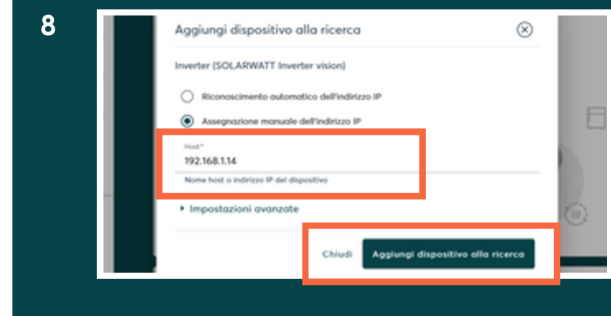 8
Aggiungi dispositivo alla ricerca
Inverter (SOLARWATT Inverter vision)
Riconoscimento automatico dell'indirizzo IP
Assegnazione manuale dell'indirizzo IP
Host*
192.168.1.14
Nome host o indirizzo IP del dispositivo
Impostazioni avanzate
Chiudi Aggiungi dispositivo alla ricerca